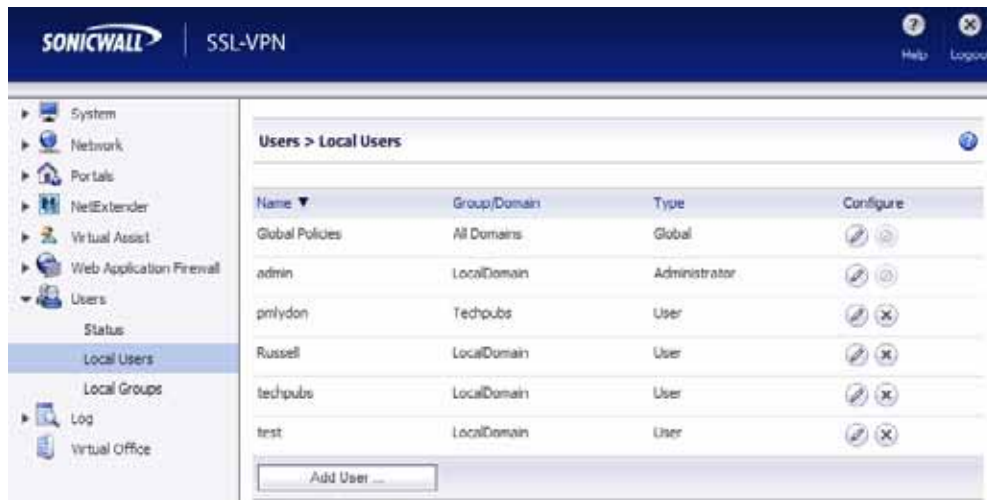 SONICWALL SSL-VPN
Help Logout
System
Network
Portals
NetExtender
Virtual Assist
Web Application Firewall
Users
Status
Local Users
Local Groups
Log
Virtual Office
Users > Local Users
Name ▼ Group/Domain Type Configure
Global Policies All Domains Global
admin LocalDomain Administrator
pmlydon Techpubs User
Russell LocalDomain User
techpubs LocalDomain User
test LocalDomain User
Add User ...